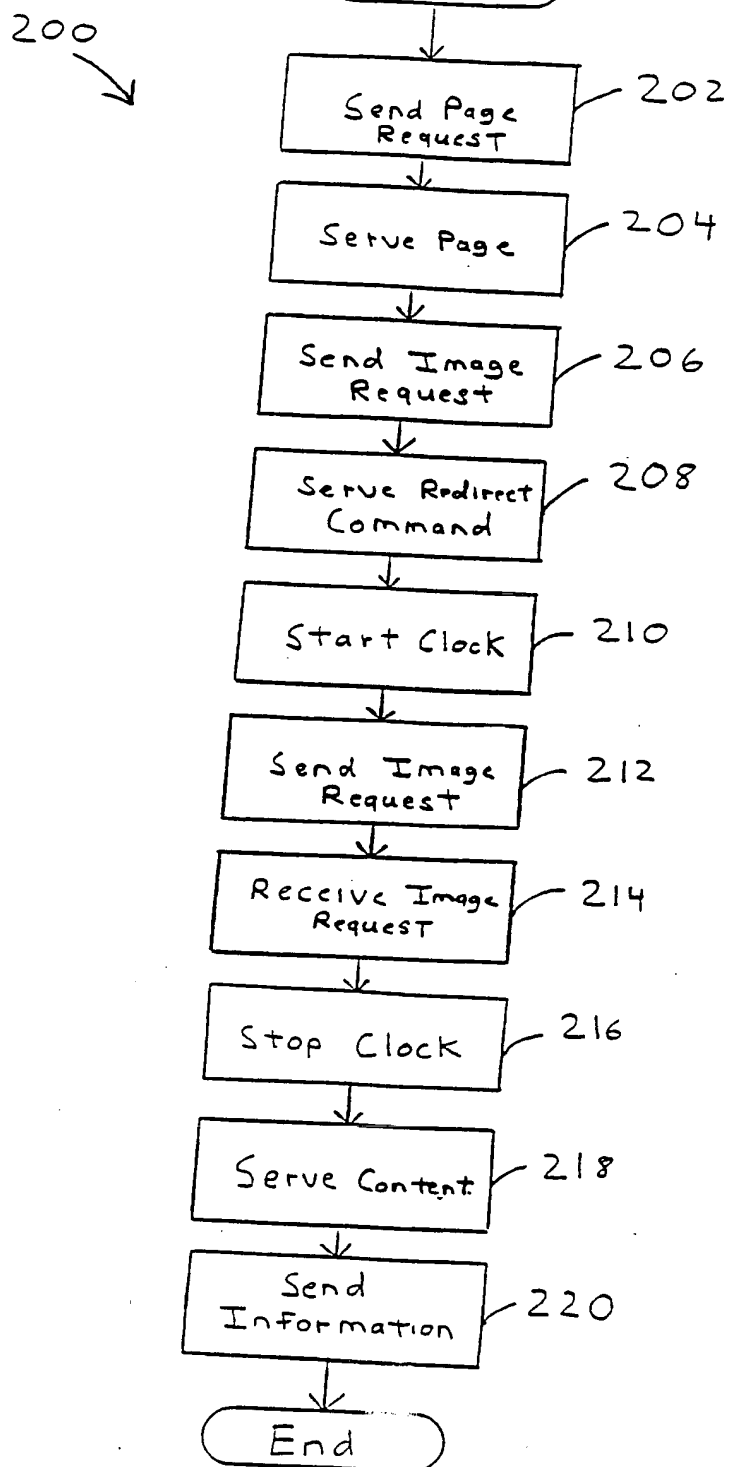 200
Send Page
Request
202
Serve Page
204
Send Image
Request
206
Serve Redirect
Command
208
Start Clock
210
Send Image
Request
212
Receive Image
Request
214
Stop Clock
216
Serve Content
218
Send
Information
220
End